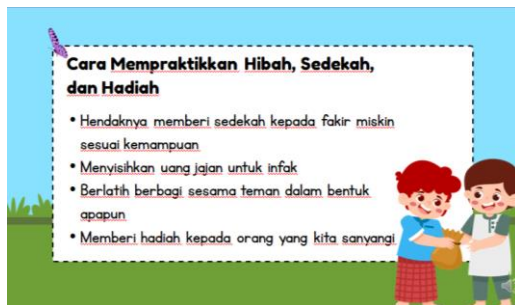 Cara Mempraktikkan Hibah, Sedekah,
dan Hadiah
• Hendaknya memberi sedekah kepada fakir miskin
sesuai kemampuan
• Menyisihkan uang jajan untuk infak
• Berlatih berbagi sesama teman dalam bentuk
apapun
• Memberi hadiah kepada orang yang kita sanyangi